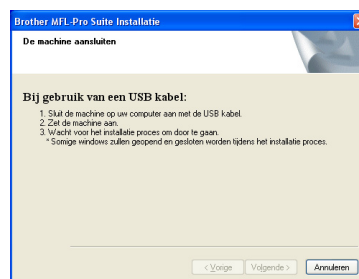 Brother MFL-Pro Suite Installatie
De machine aansluiten
Bij gebruik van een USB kabel:
1. Sluit de machine op uw computer aan met de USB kabel.
2. Zet de machine aan.
3. Wacht voor het installatie proces om door te gaan.
* Somige windows zullen geopend en gesloten worden tijdens het installatie proces.
< Vorige
Volgende >
Annuleren